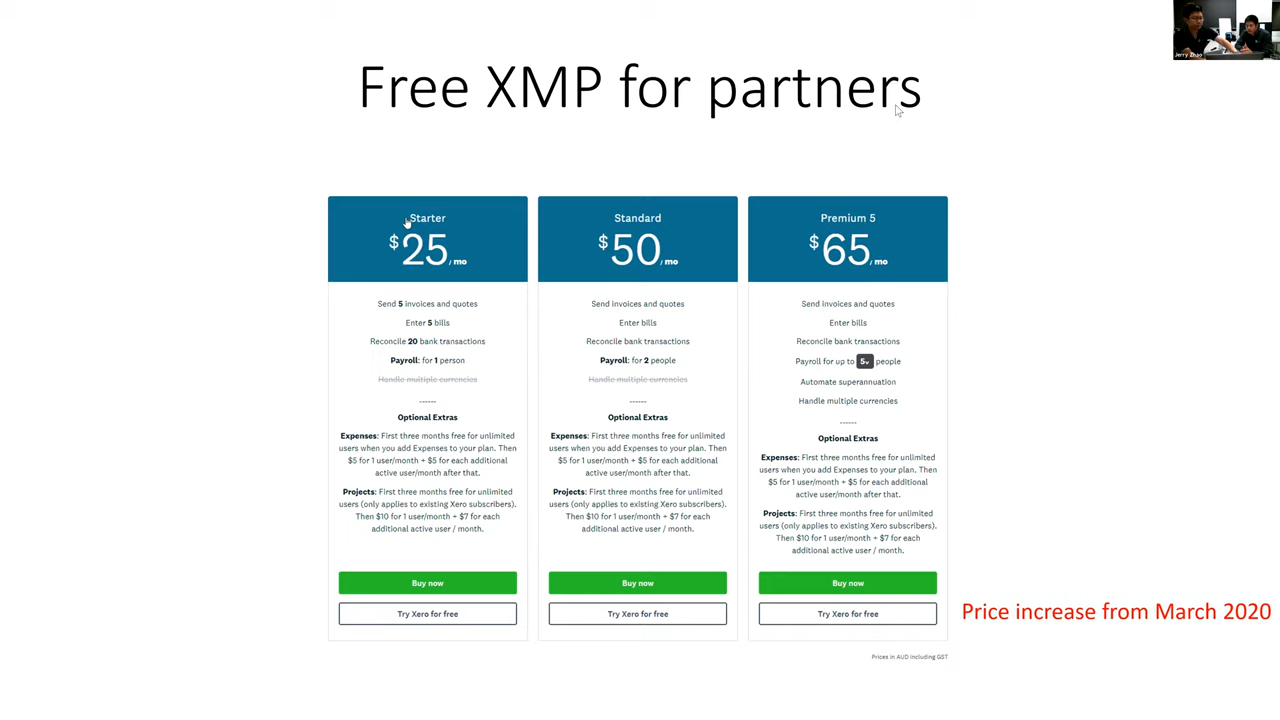 Jerry Zhao
Free XMP for partners
Starter
$25/mo
Send 5 invoices and quotes
Enter 5 bills
Reconcile 20 bank transactions
Payroll: for 1 person
Handle multiple currencies
------
Optional Extras
Expenses: First three months free for unlimited
users when you add Expenses to your plan. Then
$5 for 1 user/month + $5 for each additional
active user/month after that.
Projects: First three months free for unlimited
users (only applies to existing Xero subscribers).
Then $10 for 1 user/month + $7 for each
additional active user / month.
Buy now
Try Xero for free
Standard
$50/mo
Send invoices and quotes
Enter bills
Reconcile bank transactions
Payroll: for 2 people
Handle multiple currencies
------
Optional Extras
Expenses: First three months free for unlimited
users when you add Expenses to your plan. Then
$5 for 1 user/month + $5 for each additional
active user/month after that.
Projects: First three months free for unlimited
users (only applies to existing Xero subscribers).
Then $10 for 1 user/month + $7 for each
additional active user / month.
Buy now
Try Xero for free
Premium 5
$65/mo
Send invoices and quotes
Enter bills
Reconcile bank transactions
Payroll for up to 5 people
Automate superannuation
Handle multiple currencies
------
Optional Extras
Expenses: First three months free for unlimited
users when you add Expenses to your plan. Then
$5 for 1 user/month + $5 for each additional
active user/month after that.
Projects: First three months free for unlimited
users (only applies to existing Xero subscribers).
Then $10 for 1 user/month + $7 for each
additional active user / month.
Buy now
Try Xero for free
Price increase from March 2020
Prices in AUD including GST